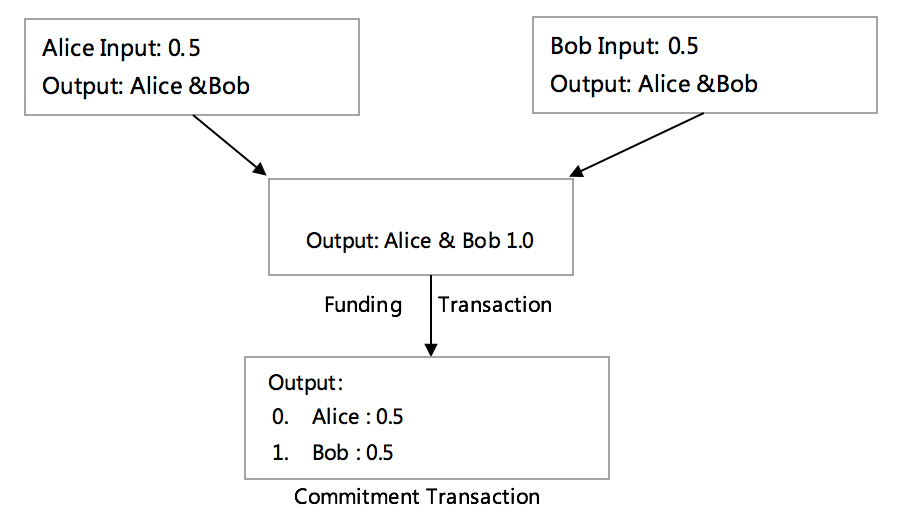 Alice Input: 0.5
Output: Alice &Bob
Bob Input: 0.5
Output: Alice &Bob
Output: Alice & Bob 1.0
Funding Transaction
Output:
0. Alice : 0.5
1. Bob : 0.5
Commitment Transaction